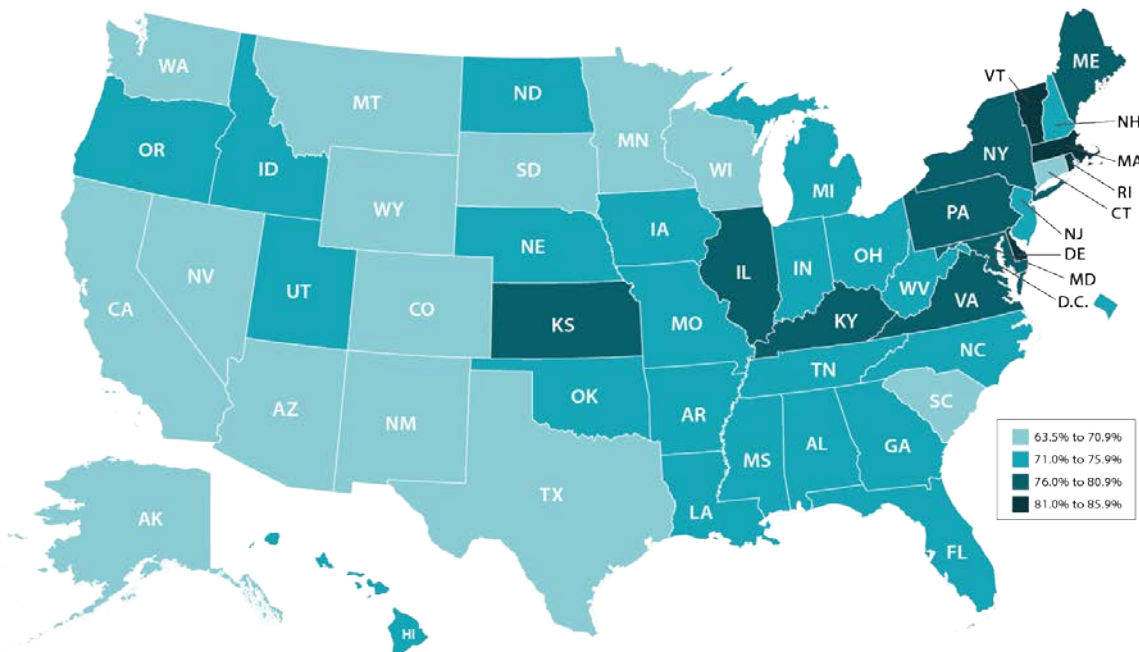 WA
MT
ND
MN
VT
ME
NH
OR
ID
SD
WI
NY
MA
WY
MI
RI
CT
IA
PA
NJ
NE
OH
DE
NV
UT
IL
IN
MD
CA
CO
WV
D.C.
KS
MO
KY
VA
TN
NC
AZ
NM
OK
AR
SC
MS
AL
GA
TX
LA
FL
AK
HI
63.5% to 70.9%
71.0% to 75.9%
76.0% to 80.9%
81.0% to 85.9%